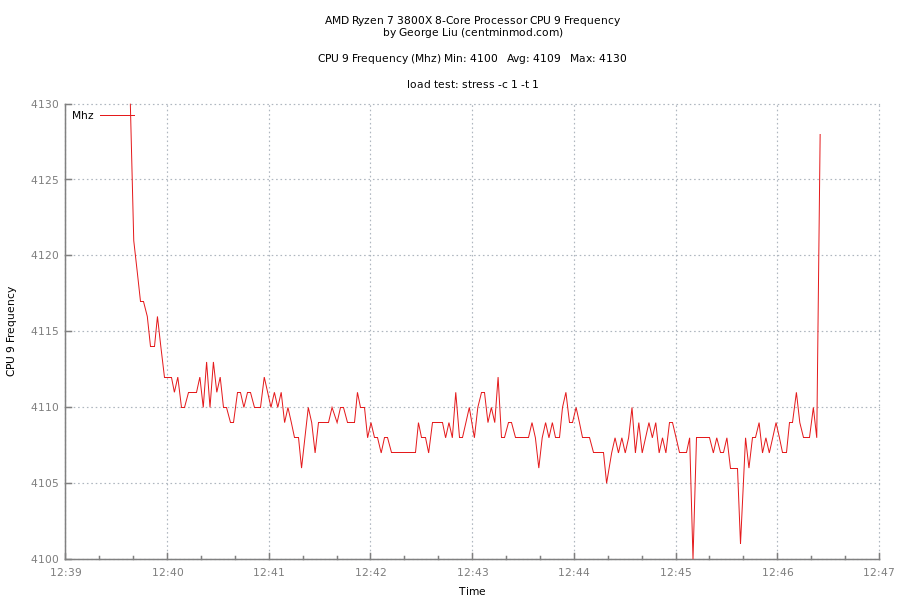 AMD Ryzen 7 3800X 8-Core Processor CPU 9 Frequency
by George Liu (centminmod.com)
CPU 9 Frequency (Mhz) Min: 4100 Avg: 4109 Max: 4130
load test: stress -c 1 -t 1
4130
Mhz
4125
4120
4115
4110
4105
4100
CPU 9 Frequency
12:39 12:40 12:41 12:42 12:43 12:44 12:45 12:46 12:47
Time